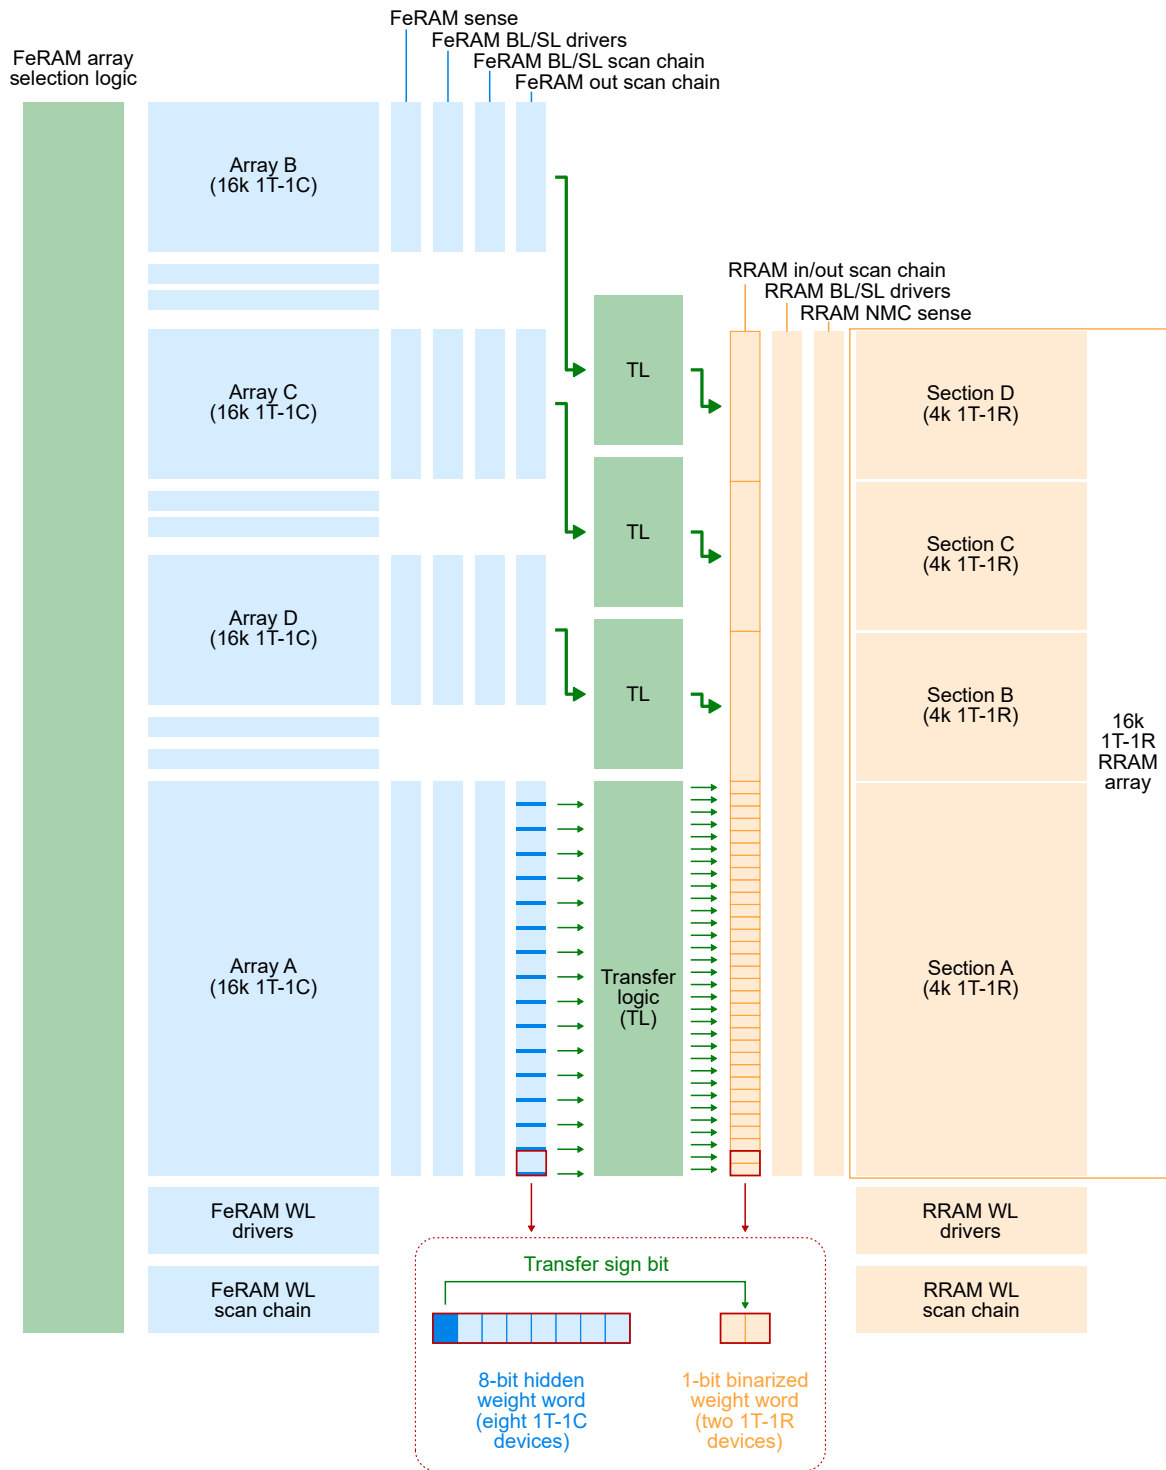 FeRAM sense
FeRAM BL/SL drivers
FeRAM BL/SL scan chain
FeRAM out scan chain
FeRAM array
selection logic
Array B
(16k 1T-1C)
RRAM in/out scan chain
RRAM BL/SL drivers
RRAM NMC sense
TL
Array C
(16k 1T-1C)
Section D
(4k 1T-1R)
TL
Section C
(4k 1T-1R)
Array D
(16k 1T-1C)
TL
Section B
(4k 1T-1R)
16k
1T-1R
RRAM
array
Array A
(16k 1T-1C)
Transfer
logic
(TL)
Section A
(4k 1T-1R)
FeRAM WL
drivers
RRAM WL
drivers
FeRAM WL
scan chain
RRAM WL
scan chain
Transfer sign bit
8-bit hidden
weight word
(eight 1T-1C
devices)
1-bit binarized
weight word
(two 1T-1R
devices)